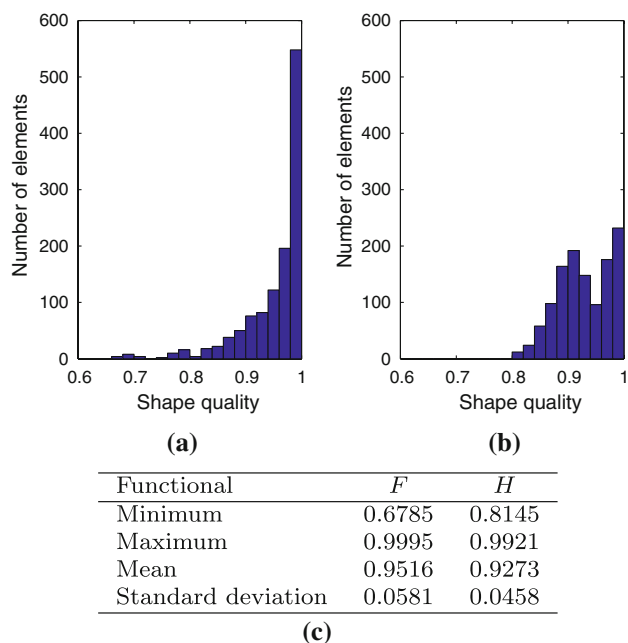 600
500
400
300
200
100
0
0.6 0.7 0.8 0.9 1
Number of elements
Shape quality
(a)
600
500
400
300
200
100
0
0.6 0.7 0.8 0.9 1
Number of elements
Shape quality
(b)
Functional F H
Minimum 0.6785 0.8145
Maximum 0.9995 0.9921
Mean 0.9516 0.9273
Standard deviation 0.0581 0.0458
(c)